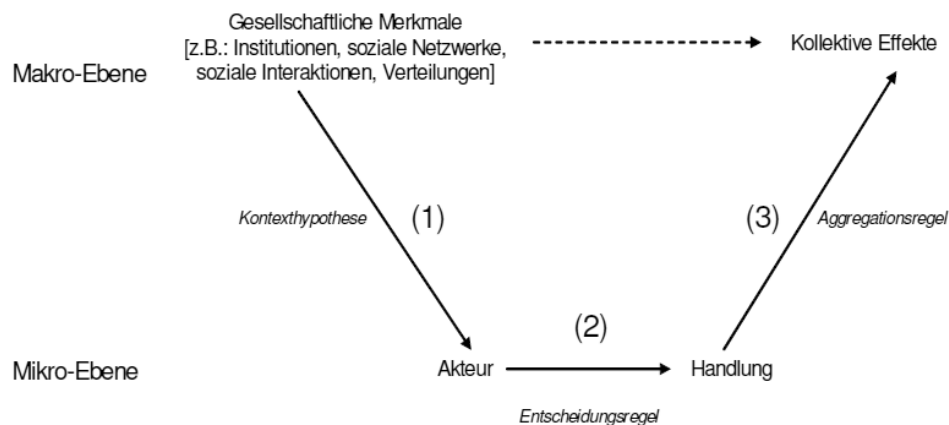 Gesellschaftliche Merkmale
[z.B.: Institutionen, soziale Netzwerke,
soziale Interaktionen, Verteilungen]
Kollektive Effekte
Makro-Ebene
Kontexthypothese
(1)
(3)
Aggregationsregel
(2)
Mikro-Ebene
Akteur
Handlung
Entscheidungsregel